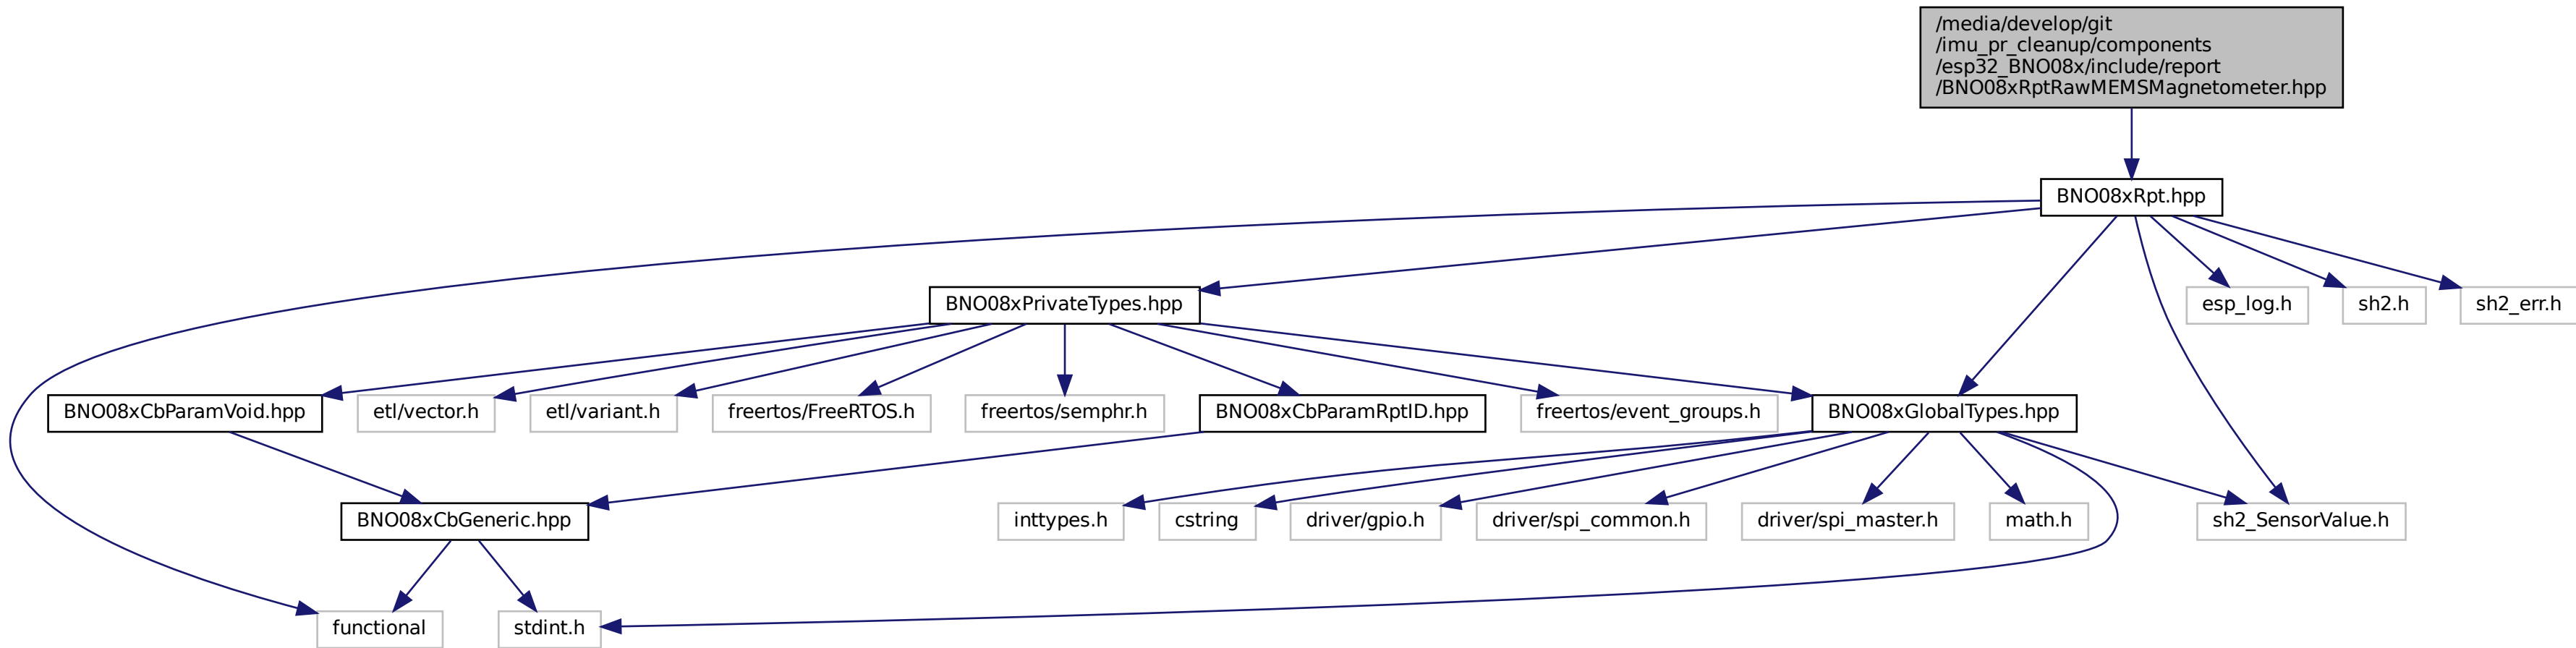 /media/develop/git
/imu_pr_cleanup/components
/esp32_BNO08x/include/report
/BNO08xRptRawMEMSMagnetometer.hpp
BNO08xRpt.hpp
BNO08xPrivateTypes.hpp
esp_log.h
sh2.h
sh2_err.h
BNO08xCbParamVoid.hpp
etl/vector.h
etl/variant.h
freertos/FreeRTOS.h
freertos/semphr.h
BNO08xCbParamRptID.hpp
freertos/event_groups.h
BNO08xGlobalTypes.hpp
BNO08xCbGeneric.hpp
inttypes.h
cstring
driver/gpio.h
driver/spi_common.h
driver/spi_master.h
math.h
sh2_SensorValue.h
functional
stdint.h